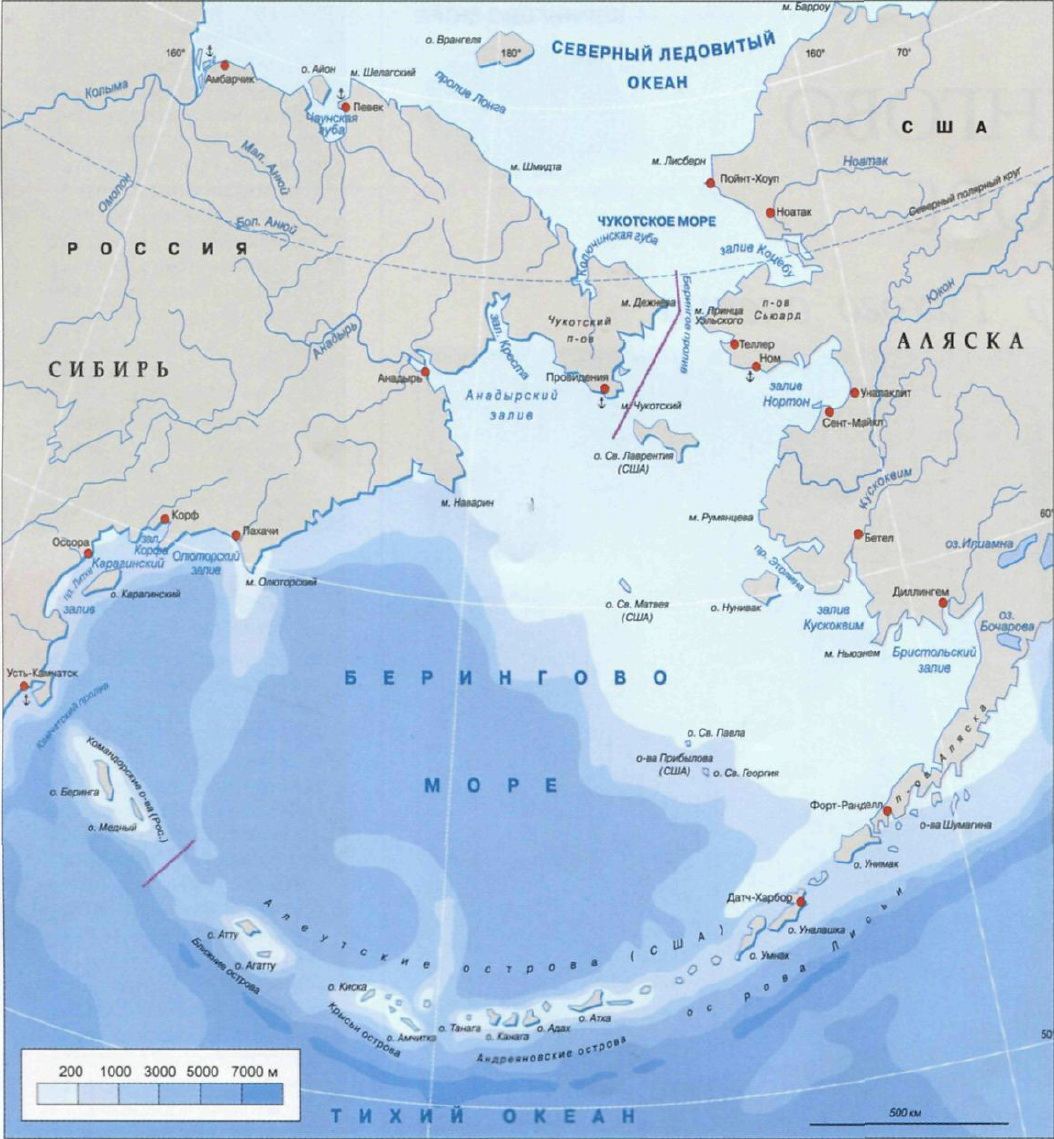 м. Барроу
о. Врангеля
180°
СЕВЕРНЫЙ ЛЕДОВИТЫЙ
ОКЕАН
160°
70°
160°
Амбарчик
о. Айон
м. Шелагский
пролив Лонга
Колыма
Певек
Чаунская
губа
США
Мал. Анюй
м. Шмидта
м. Лисберн
Ноатак
Пойнт-Хоуп
Северный полярный круг
Омолон
Бол. Анюй
Ноатак
ЧУКОТСКОЕ МОРЕ
РОССИЯ
Колючинская губа
залив Коцебу
Юкон
м. Дежнева
Берингов пролив
м. Принца
Уэльского
п-ов
Сьюард
Чукотский
п-ов
зал. Креста
Анадырь
АЛЯСКА
Теллер
Ном
СИБИРЬ
Анадырь
Провидения
Анадырский
залив
залив
Нортон
Уналаклит
м. Чукотский
Сент-Майкл
о. Св. Лаврентия
(США)
Кускоквим
м. Наварин
м. Румянцева
60°
Корф
Пахачи
Бетел
оз. Илиамна
Оссора
зал.
Корфа
Карагинский
залив
Олюторский
залив
пр. Литке
м. Олюторский
о. Карагинский
пр. Этолина
Диллингем
о. Св. Матвея
(США)
о. Нунивак
залив
Кускоквим
оз.
Бочарова
м. Ньюэнем
Бристольский
залив
Усть-Камчатск
БЕРИНГОВО
Камчатский пролив
п-ов Аляска
о. Св. Павла
Командорские о-ва (Рос.)
о-ва Прибылова
(США)
о. Св. Георгия
МОРЕ
о. Беринга
Форт-Ранделл
о. Медный
о-ва Шумагина
о. Унимак
Датч-Харбор
Алеутские острова (США)
о. Уналашка
о. Атту
о. Умнак
острова Лисьи
о. Агатту
Ближние острова
о. Киска
о. Атка
Крысьи острова
о. Амчитка
о. Танага
о. Канага
о. Адах
50°
Андреяновские острова
200 1000 3000 5000 7000 м
ТИХИЙ ОКЕАН
500 км